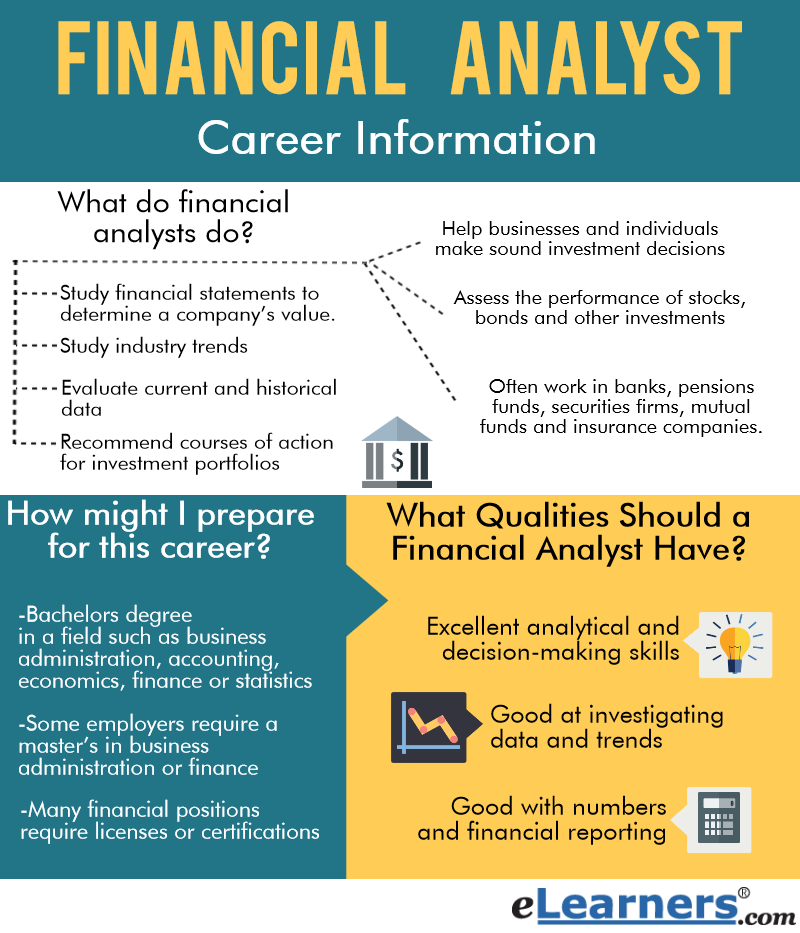 FINANCIAL ANALYST
Career Information
What do financial
analysts do?
Study financial statements to
determine a company's value.
Study industry trends
Evaluate current and historical
data
Recommend courses of action
for investment portfolios
Help businesses and individuals
make sound investment decisions
Assess the performance of stocks,
bonds and other investments
Often work in banks, pensions
funds, securities firms, mutual
funds and insurance companies.
$
How might I prepare
for this career?
-Bachelors degree
in a field such as business
administration, accounting,
economics, finance or statistics
-Some employers require a
master's in business
administration or finance
-Many financial positions
require licenses or certifications
What Qualities Should a
Financial Analyst Have?
Excellent analytical and
decision-making skills
Good at investigating
data and trends
Good with numbers
and financial reporting
eLearners®.com